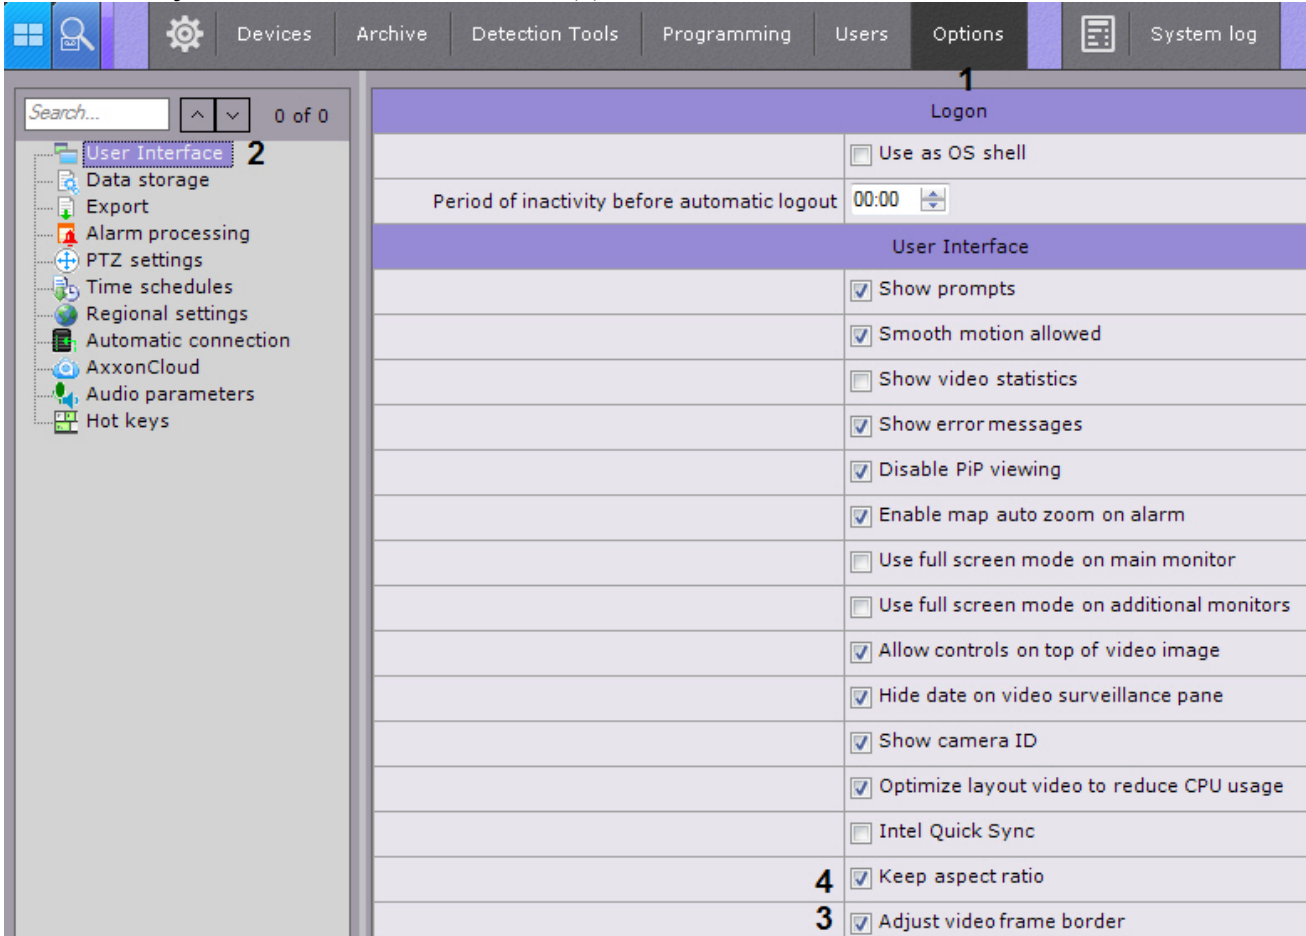 Devices Archive Detection Tools Programming Users Options System log
1
Search... 0 of 0
Logon
User Interface 2
Use as OS shell
Data storage
Export
Period of inactivity before automatic logout 00:00
Alarm processing
User Interface
PTZ settings
Time schedules
Show prompts
Regional settings
Smooth motion allowed
Automatic connection
AxxonCloud
Show video statistics
Audio parameters
Hot keys
Show error messages
Disable PiP viewing
Enable map auto zoom on alarm
Use full screen mode on main monitor
Use full screen mode on additional monitors
Allow controls on top of video image
Hide date on video surveillance pane
Show camera ID
Optimize layout video to reduce CPU usage
Intel Quick Sync
4 Keep aspect ratio
3 Adjust video frame border